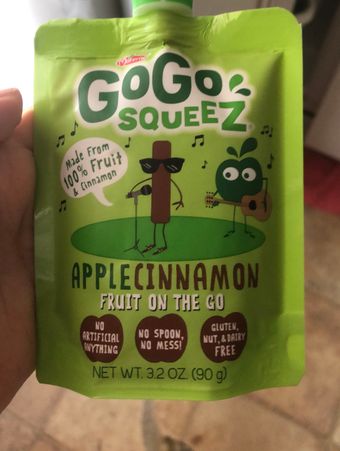 GoGo
SQUEEZ
Made From
100% Fruit
& Cinnamon
APPLECINNAMON
FRUIT ON THE GO
NO
ARTIFICIAL
ANYTHING
NO SPOON,
NO MESS!
GLUTEN,
NUT, & DAIRY
FREE
NET WT. 3.2 OZ. (90 g)